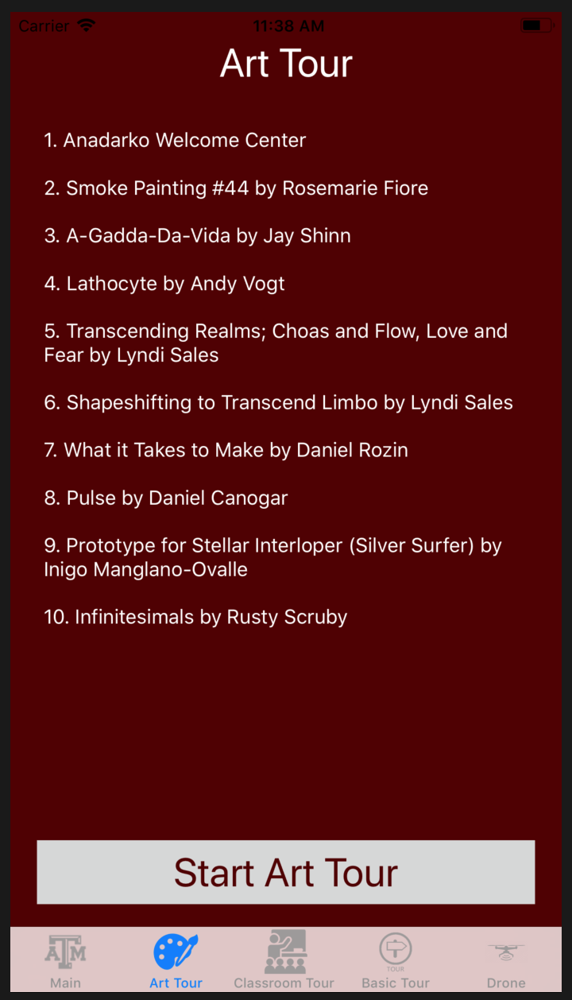 Carrier 11:38 AM
Art Tour
1. Anadarko Welcome Center
2. Smoke Painting #44 by Rosemarie Fiore
3. A-Gadda-Da-Vida by Jay Shinn
4. Lathocyte by Andy Vogt
5. Transcending Realms; Choas and Flow, Love and
Fear by Lyndi Sales
6. Shapeshifting to Transcend Limbo by Lyndi Sales
7. What it Takes to Make by Daniel Rozin
8. Pulse by Daniel Canogar
9. Prototype for Stellar Interloper (Silver Surfer) by
Inigo Manglano-Ovalle
10. Infinitesimals by Rusty Scruby
Start Art Tour
ATM TOUR
Main Art Tour Classroom Tour Basic Tour Drone